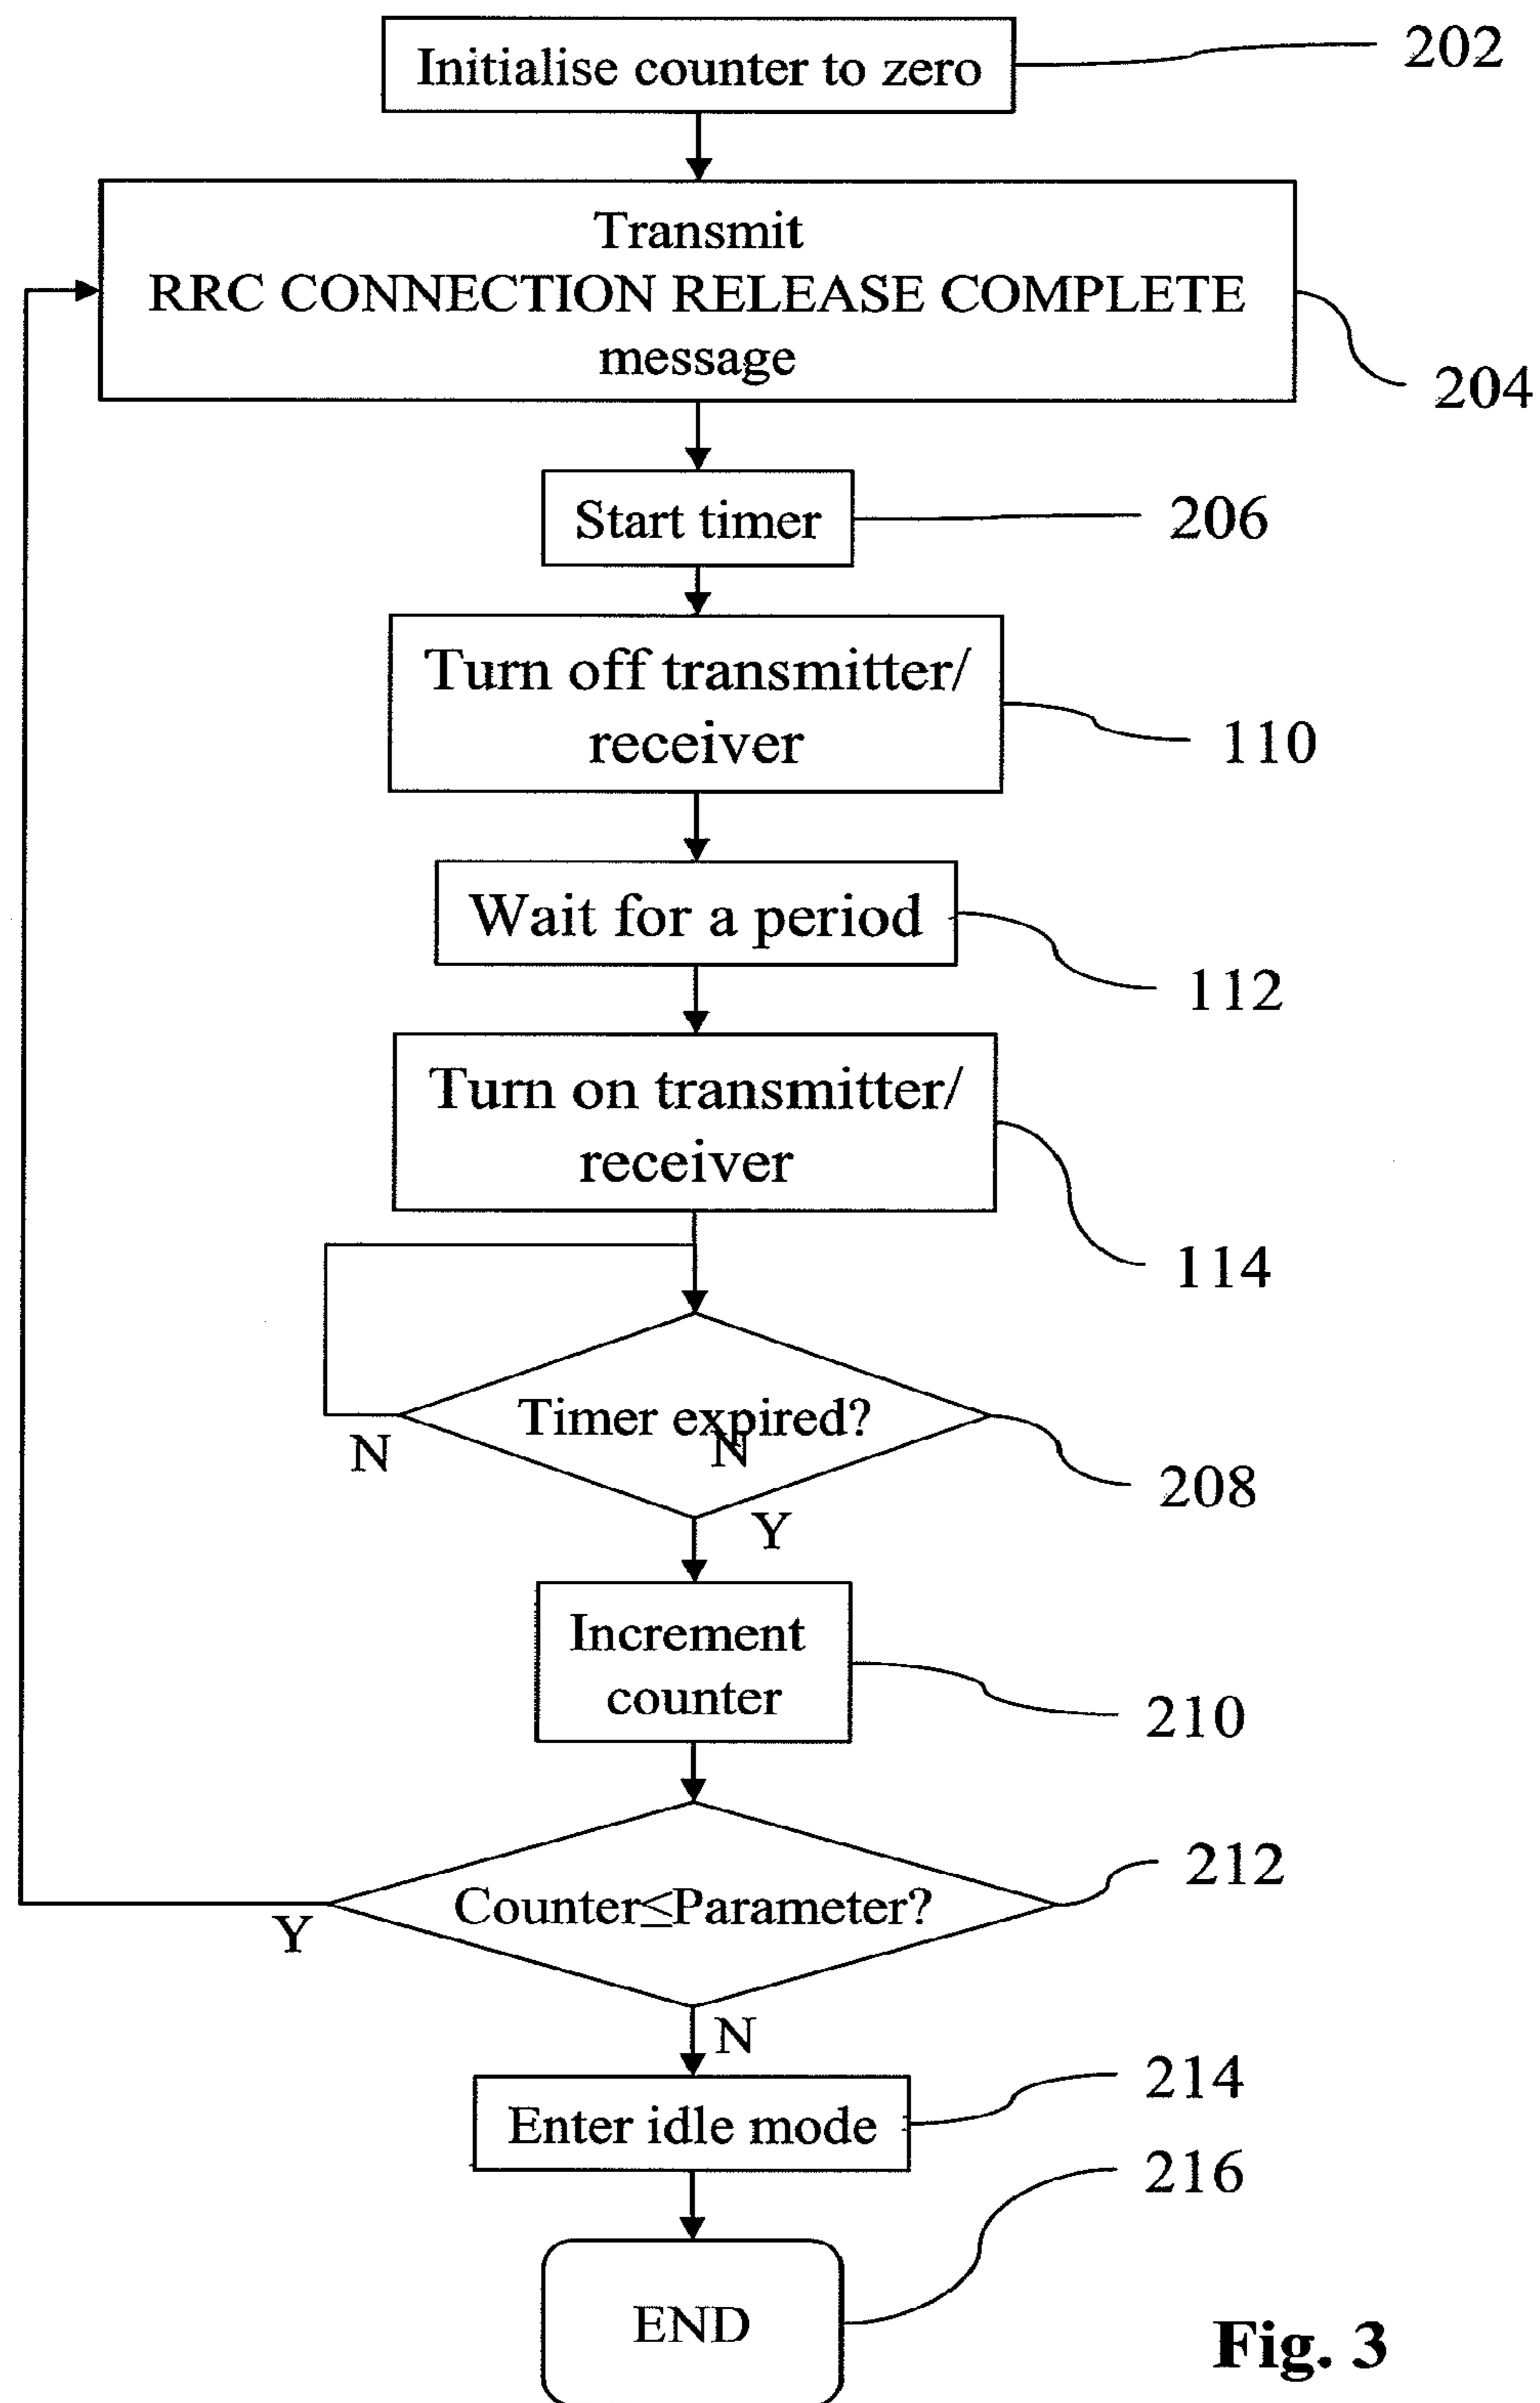 Initialise counter to zero
202
Transmit
RRC CONNECTION RELEASE COMPLETE
message
204
Start timer
206
Turn off transmitter/
receiver
110
Wait for a period
112
Turn on transmitter/
receiver
114
Timer expired?
N
N
208
Y
Increment
counter
210
Counter≤Parameter?
212
Y
N
Enter idle mode
214
216
END
Fig. 3